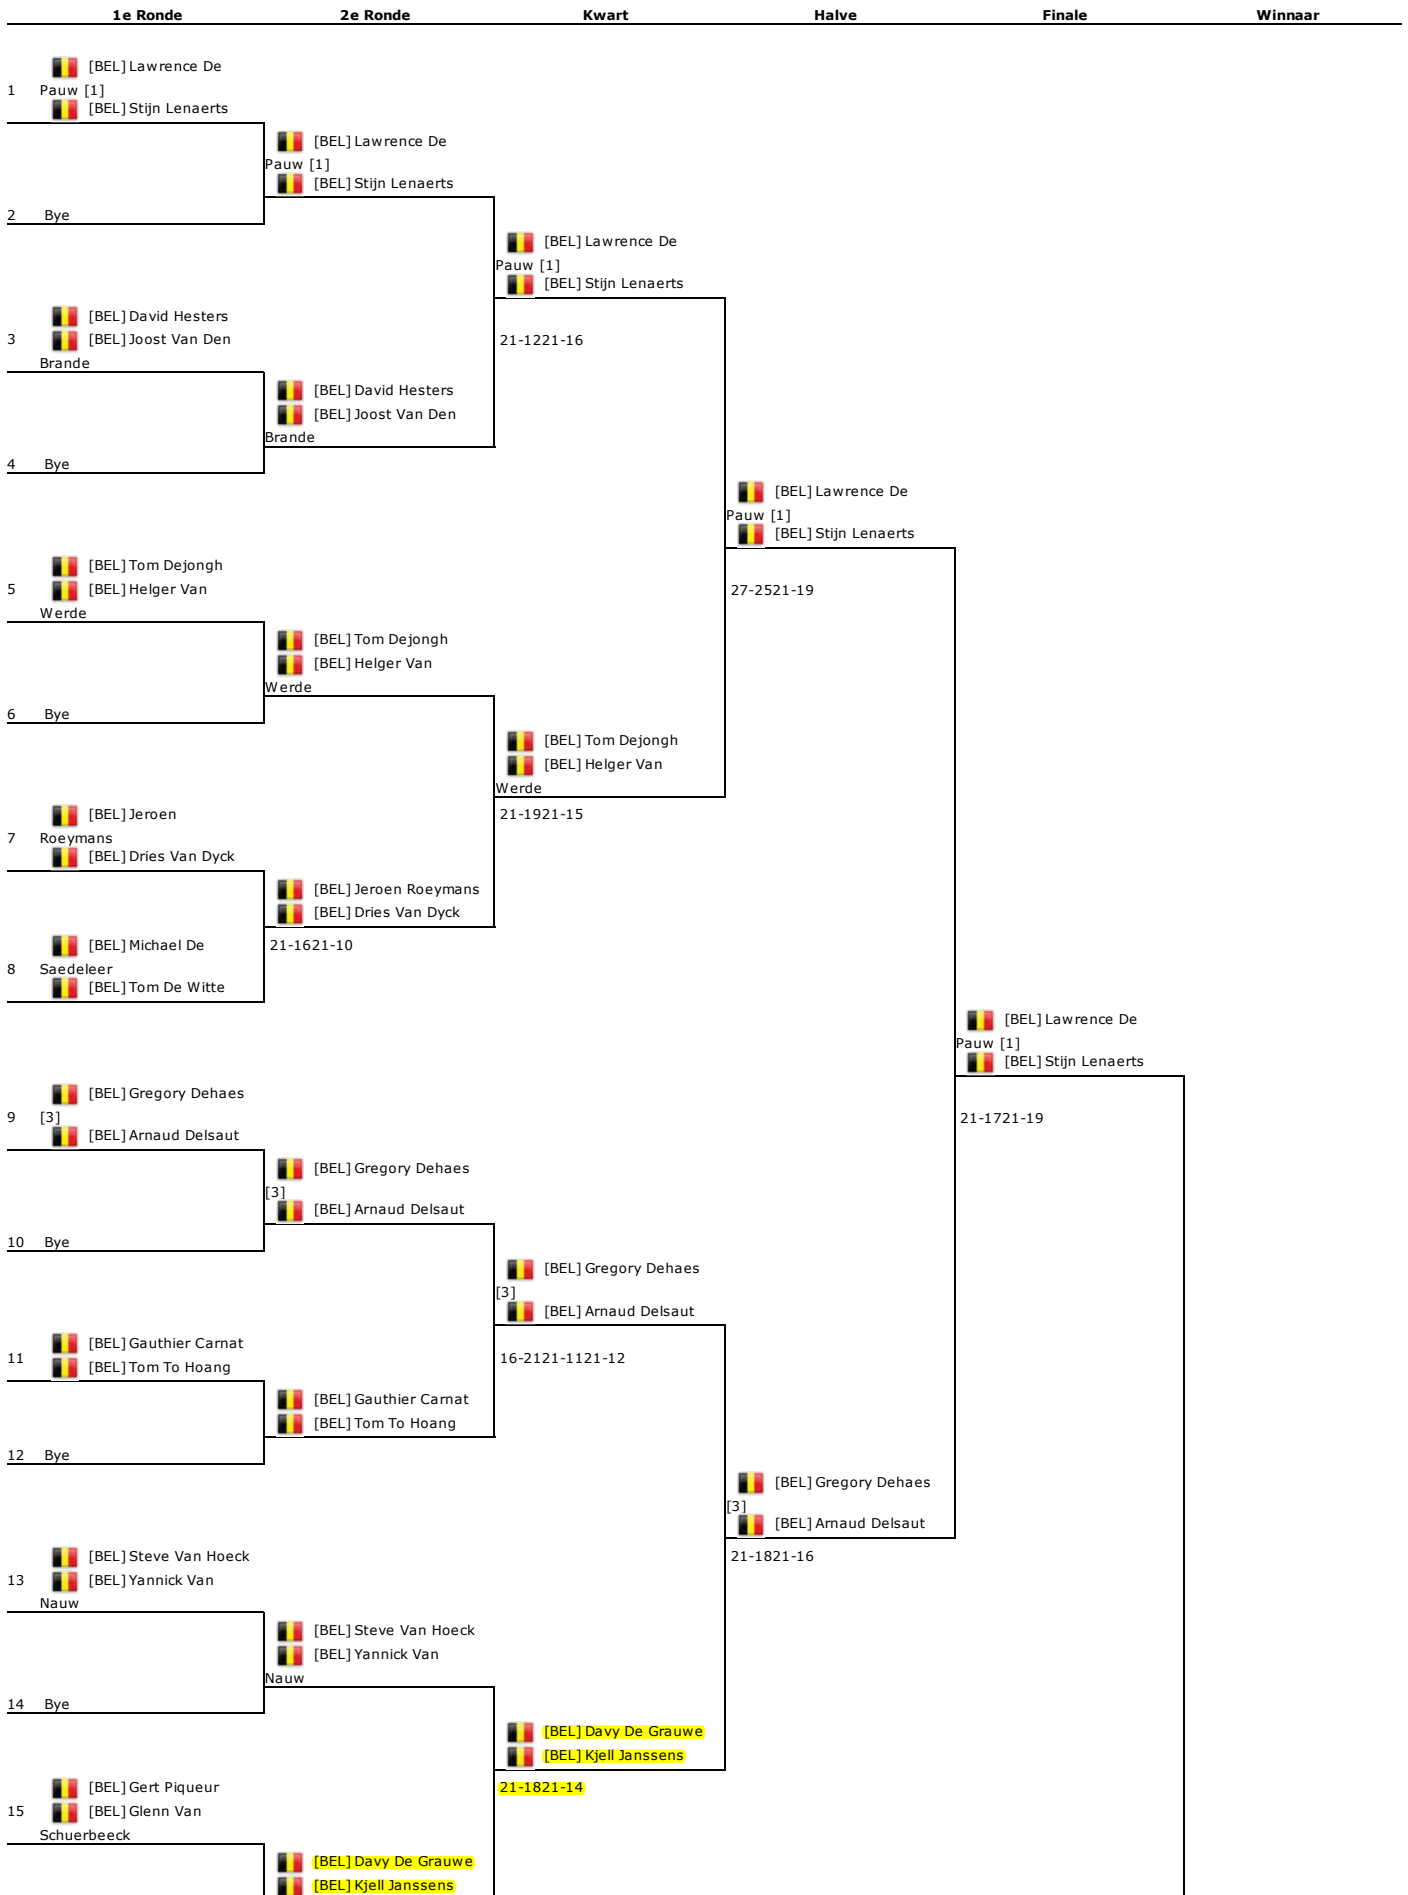 1e Ronde 2e Ronde Kwart Halve Finale Winnaar
[BEL] Lawrence De
1 Pauw [1]
[BEL] Stijn Lenaerts
[BEL] Lawrence De
Pauw [1]
[BEL] Stijn Lenaerts
2 Bye
[BEL] Lawrence De
Pauw [1]
[BEL] Stijn Lenaerts
[BEL] David Hesters
3 [BEL] Joost Van Den
Brande
21-1221-16
[BEL] David Hesters
[BEL] Joost Van Den
Brande
4 Bye
[BEL] Lawrence De
Pauw [1]
[BEL] Stijn Lenaerts
[BEL] Tom Dejongh
5 [BEL] Helger Van
Werde
27-2521-19
[BEL] Tom Dejongh
[BEL] Helger Van
Werde
6 Bye
[BEL] Tom Dejongh
[BEL] Helger Van
Werde
[BEL] Jeroen
7 Roeymans
[BEL] Dries Van Dyck
21-1921-15
[BEL] Jeroen Roeymans
[BEL] Dries Van Dyck
[BEL] Michael De
8 Saedeleer
[BEL] Tom De Witte
21-1621-10
[BEL] Lawrence De
Pauw [1]
[BEL] Stijn Lenaerts
[BEL] Gregory Dehaes
9 [3]
[BEL] Arnaud Delsaut
21-1721-19
[BEL] Gregory Dehaes
[3]
[BEL] Arnaud Delsaut
10 Bye
[BEL] Gregory Dehaes
[3]
[BEL] Arnaud Delsaut
[BEL] Gauthier Carnat
11 [BEL] Tom To Hoang
16-2121-1121-12
[BEL] Gauthier Carnat
[BEL] Tom To Hoang
12 Bye
[BEL] Gregory Dehaes
[3]
[BEL] Arnaud Delsaut
[BEL] Steve Van Hoeck
13 [BEL] Yannick Van
Nauw
21-1821-16
[BEL] Steve Van Hoeck
[BEL] Yannick Van
Nauw
14 Bye
[BEL] Davy De Grauwe
[BEL] Kjell Janssens
[BEL] Gert Piqueur
15 [BEL] Glenn Van
Schuerbeeck
21-1821-14
[BEL] Davy De Grauwe
[BEL] Kjell Janssens